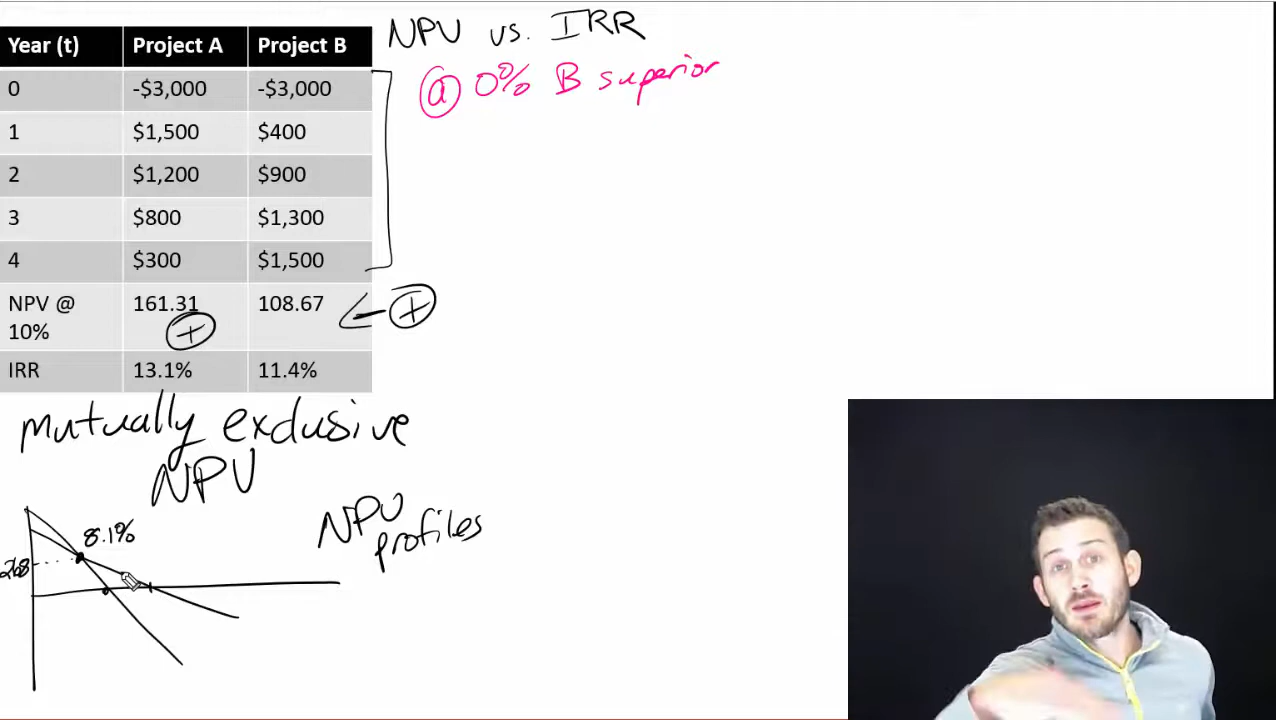 NPV vs. IRR
@ 0% B superior
Year (t) Project A Project B
0 -$3,000 -$3,000
1 $1,500 $400
2 $1,200 $900
3 $800 $1,300
4 $300 $1,500
NPV @ 10% 161.31 108.67
+ +
IRR 13.1% 11.4%
mutually exclusive
NPV
NPV
profiles
8.1%
268